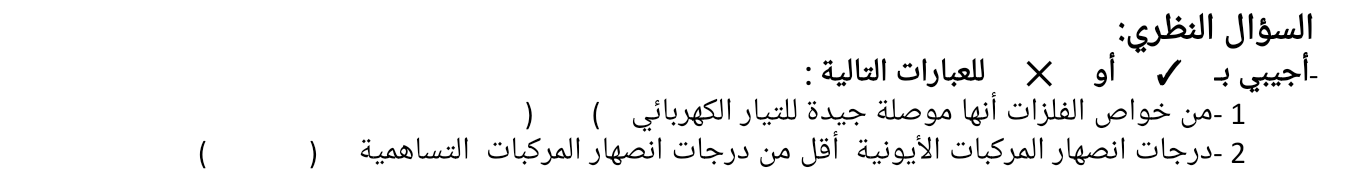 السؤال النظري:
-أجيبي بـ ✓ أو × للعبارات التالية :
1 -من خواص الفلزات أنها موصلة جيدة للتيار الكهربائي ( )
2 -درجات انصهار المركبات الأيونية أقل من درجات انصهار المركبات التساهمية ( )